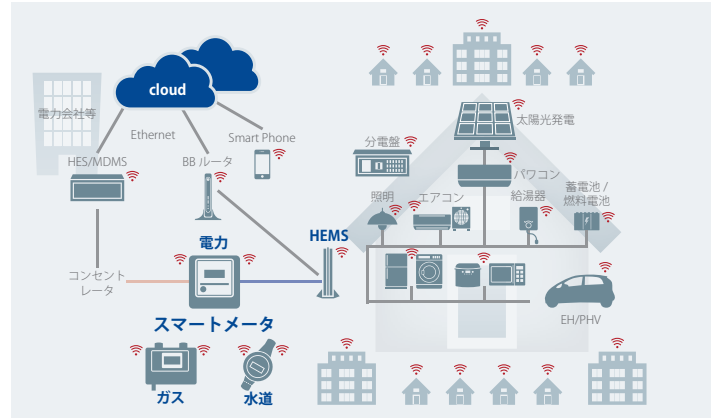 cloud
電力会社等
Ethernet
Smart Phone
HES/MDMS
BB ルータ
コンセント
レータ
電力
HEMS
スマートメータ
ガス
水道
太陽光発電
分電盤
パワコン
照明
エアコン
給湯器
蓄電池 /
燃料電池
EH/PHV